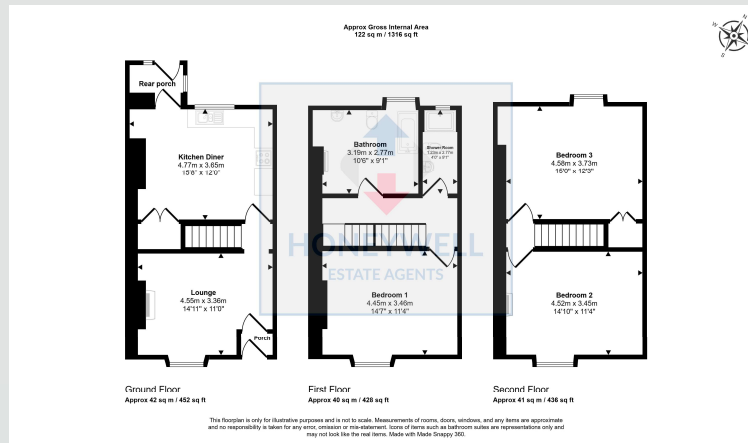 Approx Gross Internal Area
122 sq m / 1316 sq ft
N
W
E
S
Rear porch
Kitchen Diner
4.77m x 3.65m
15'8" x 12'0"
Lounge
4.55m x 3.36m
14'11" x 11'0"
Porch
Bathroom
3.19m x 2.77m
10'6" x 9'1"
Shower Room
1.23m x 2.77m
4'0" x 9'1"
HONEYWELL
ESTATE AGENTS
Bedroom 1
4.45m x 3.46m
14'7" x 11'4"
Bedroom 3
4.58m x 3.73m
15'0" x 12'3"
Bedroom 2
4.52m x 3.45m
14'10" x 11'4"
Ground Floor
Approx 42 sq m / 452 sq ft
First Floor
Approx 40 sq m / 428 sq ft
Second Floor
Approx 41 sq m / 436 sq ft
This floorplan is only for illustrative purposes and is not to scale. Measurements of rooms, doors, windows, and any items are approximate
and no responsibility is taken for any error, omission or mis-statement. Icons of items such as bathroom suites are representations only and
may not look like the real items. Made with Made Snappy 360.